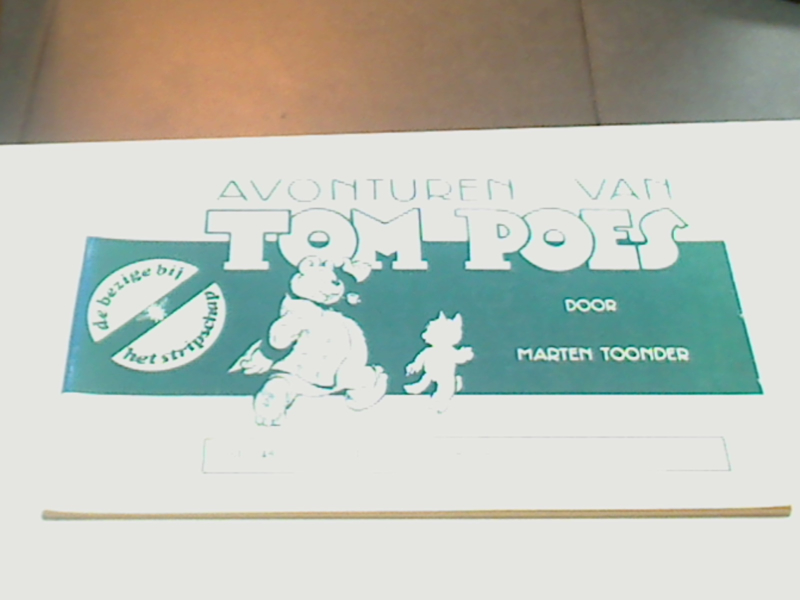 AVONTUREN VAN
TOM POES
de bezige bij
het stripschap
DOOR
MARTEN TOONDER